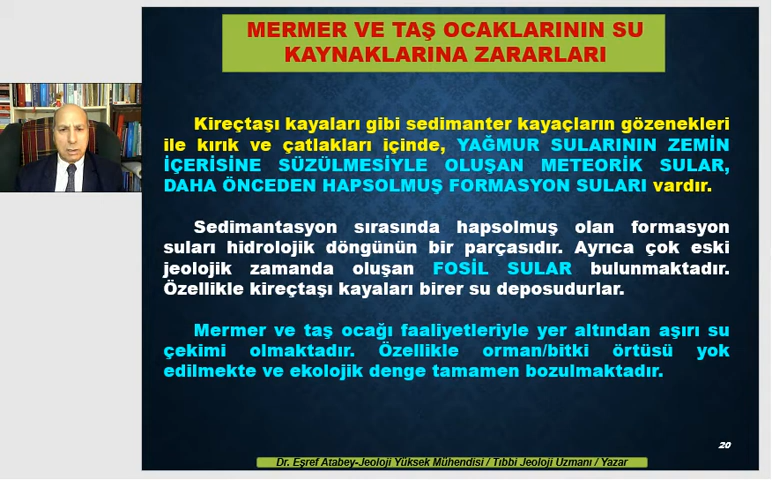 MERMER VE TAŞ OCAKLARININ SU
KAYNAKLARINA ZARARLARI
Kireçtaşı kayaları gibi sedimanter kayaçların gözenekleri
ile kırık ve çatlakları içinde, YAĞMUR SULARININ ZEMİN
İÇERİSİNE SÜZÜLMESİYLE OLUŞAN METEORİK SULAR,
DAHA ÖNCEDEN HAPSOLMUŞ FORMASYON SULARI vardır.
Sedimantasyon sırasında hapsolmuş olan formasyon
suları hidrolojik döngünün bir parçasıdır. Ayrıca çok eski
jeolojik zamanda oluşan FOSİL SULAR bulunmaktadır.
Özellikle kireçtaşı kayaları birer su deposudurlar.
Mermer ve taş ocağı faaliyetleriyle yer altından aşırı su
çekimi olmaktadır. Özellikle orman/bitki örtüsü yok
edilmekte ve ekolojik denge tamamen bozulmaktadır.
20
Dr. Eşref Atabey-Jeoloji Yüksek Mühendisi / Tıbbi Jeoloji Uzmanı / Yazar